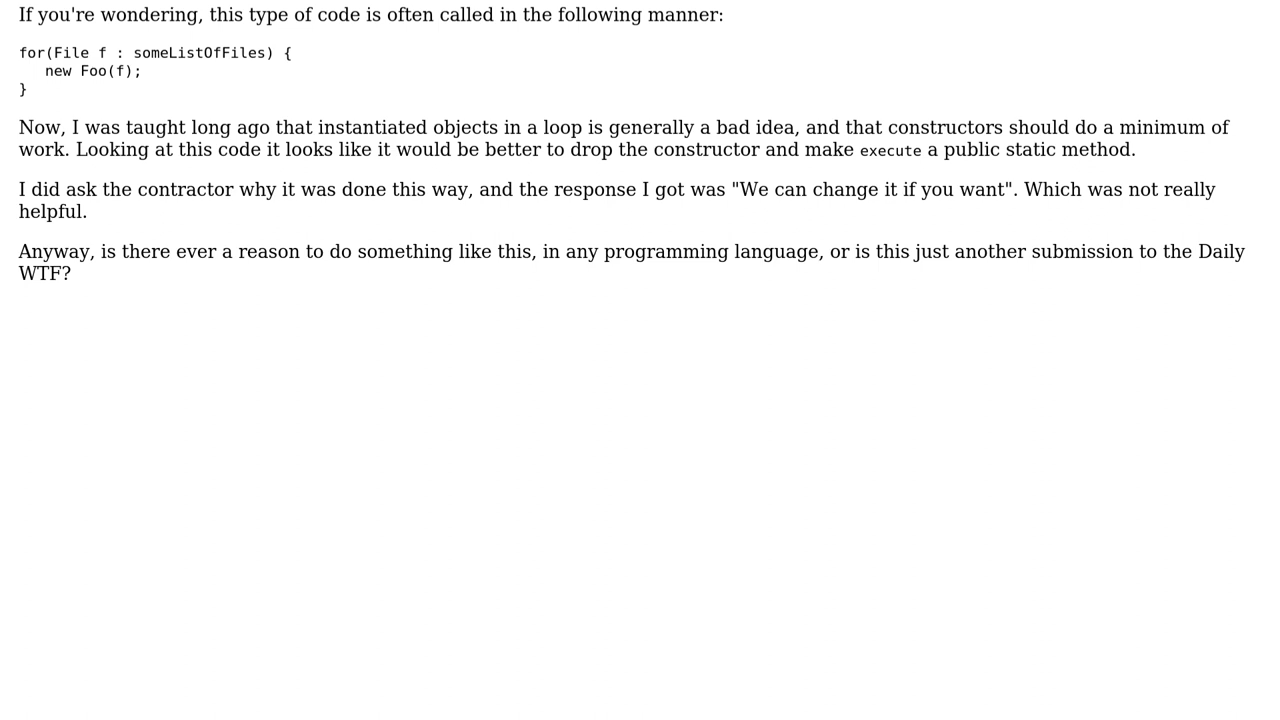 If you're wondering, this type of code is often called in the following manner:
for(File f : someListOfFiles) {
   new Foo(f);
}
Now, I was taught long ago that instantiated objects in a loop is generally a bad idea, and that constructors should do a minimum of
work. Looking at this code it looks like it would be better to drop the constructor and make execute a public static method.
I did ask the contractor why it was done this way, and the response I got was "We can change it if you want". Which was not really
helpful.
Anyway, is there ever a reason to do something like this, in any programming language, or is this just another submission to the Daily
WTF?